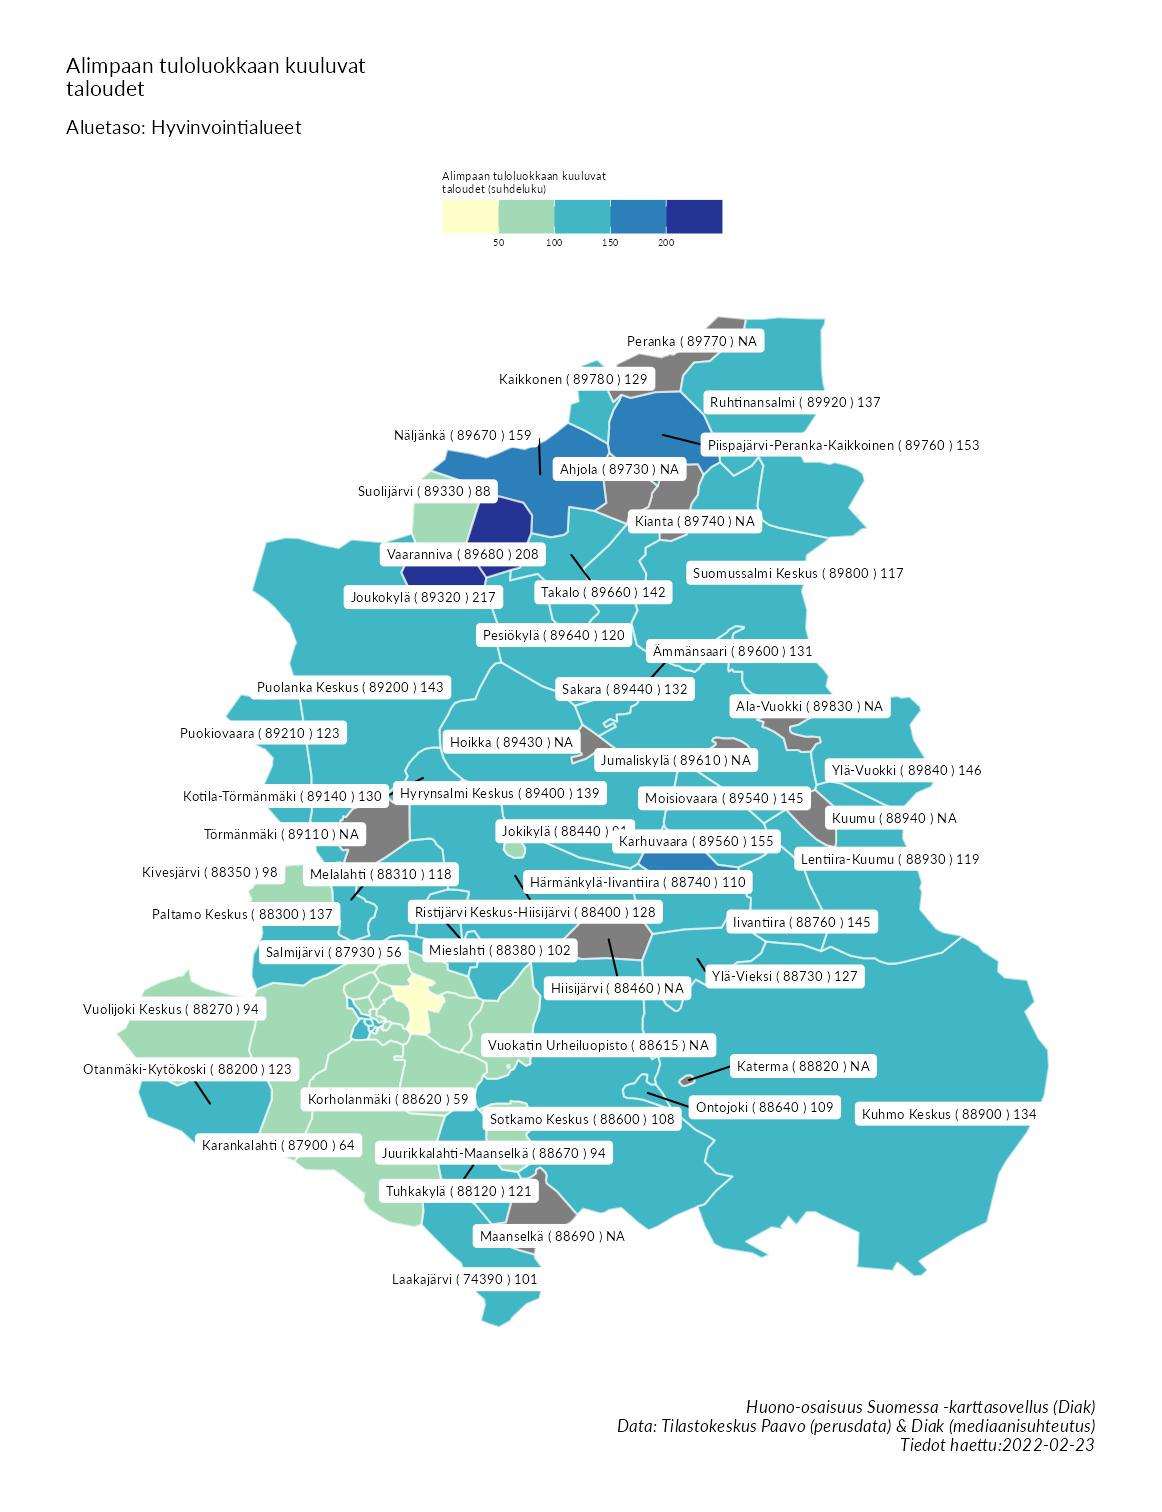 Alimpaan tuloluokkaan kuuluvat
taloudet
Aluetaso: Hyvinvointialueet
Alimpaan tuloluokkaan kuuluvat
taloudet (suhdeluku)
50 100 150 200
Peranka ( 89770 ) NA
Kaikkonen ( 89780 ) 129
Ruhtinansalmi ( 89920 ) 137
Näljänkä ( 89670 ) 159
Piispajärvi-Peranka-Kaikkoinen ( 89760 ) 153
Ahjola ( 89730 ) NA
Suolijärvi ( 89330 ) 88
Kianta ( 89740 ) NA
Vaaranniva ( 89680 ) 208
Suomussalmi Keskus ( 89800 ) 117
Joukokylä ( 89320 ) 217
Takalo ( 89660 ) 142
Pesiökylä ( 89640 ) 120
Ämmänsaari ( 89600 ) 131
Puolanka Keskus ( 89200 ) 143
Sakara ( 89440 ) 132
Ala-Vuokki ( 89830 ) NA
Puokiovaara ( 89210 ) 123
Hoikka ( 89430 ) NA
Jumaliskylä ( 89610 ) NA
Ylä-Vuokki ( 89840 ) 146
Kotila-Törmänmäki ( 89140 ) 130
Hyrynsalmi Keskus ( 89400 ) 139
Moisiovaara ( 89540 ) 145
Kuumu ( 88940 ) NA
Törmänmäki ( 89110 ) NA
Jokikylä ( 88440 )
Karhuvaara ( 89560 ) 155
Lentiira-Kuumu ( 88930 ) 119
Kivesjärvi ( 88350 ) 98
Melalahti ( 88310 ) 118
Härmänkylä-Iivantiira ( 88740 ) 110
Paltamo Keskus ( 88300 ) 137
Ristijärvi Keskus-Hiisijärvi ( 88400 ) 128
Iivantiira ( 88760 ) 145
Salmijärvi ( 87930 ) 56
Mieslahti ( 88380 ) 102
Ylä-Vieksi ( 88730 ) 127
Hiisijärvi ( 88460 ) NA
Vuolijoki Keskus ( 88270 ) 94
Vuokatin Urheiluopisto ( 88615 ) NA
Otanmäki-Kytökoski ( 88200 ) 123
Katerma ( 88820 ) NA
Korholanmäki ( 88620 ) 59
Ontojoki ( 88640 ) 109
Kuhmo Keskus ( 88900 ) 134
Sotkamo Keskus ( 88600 ) 108
Karankalahti ( 87900 ) 64
Juurikkalahti-Maanselkä ( 88670 ) 94
Tuhkakylä ( 88120 ) 121
Maanselkä ( 88690 ) NA
Laakajärvi ( 74390 ) 101
Huono-osaisuus Suomessa -karttasovellus (Diak)
Data: Tilastokeskus Paavo (perusdata) & Diak (mediaanisuhteutus)
Tiedot haettu:2022-02-23